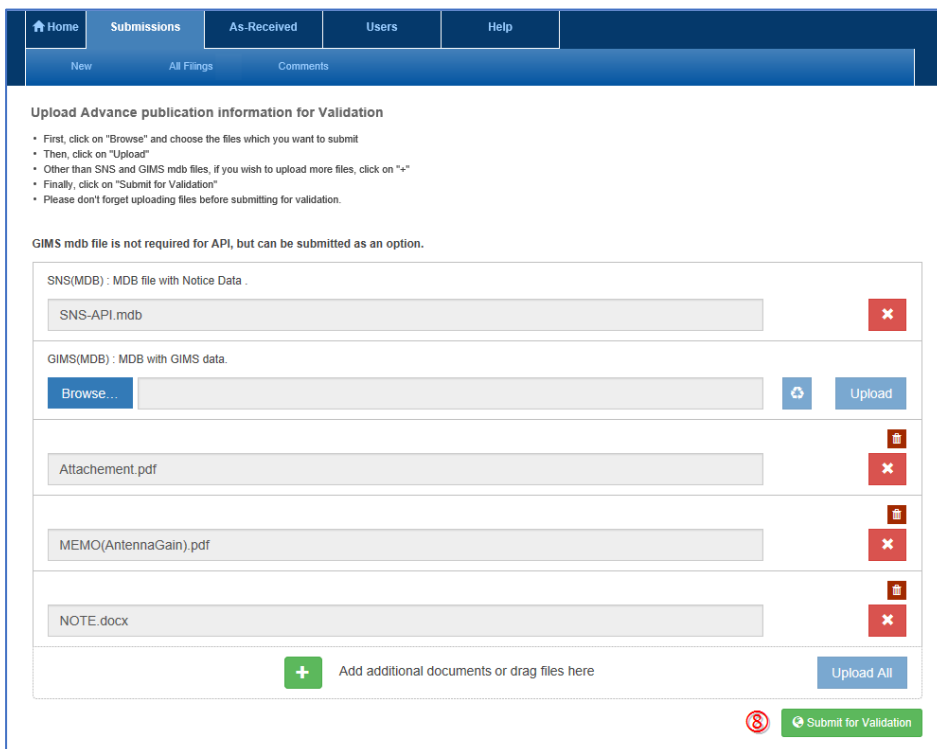 Home Submissions As-Received Users Help
New All Filings Comments
Upload Advance publication information for Validation
• First, click on "Browse" and choose the files which you want to submit
• Then, click on "Upload"
• Other than SNS and GIMS mdb files, if you wish to upload more files, click on "+"
• Finally, click on "Submit for Validation"
• Please don't forget uploading files before submitting for validation.
GIMS mdb file is not required for API, but can be submitted as an option.
SNS(MDB) : MDB file with Notice Data .
SNS-API.mdb
GIMS(MDB) : MDB with GIMS data.
Browse... Upload
Attachement.pdf
MEMO(AntennaGain).pdf
NOTE.docx
+ Add additional documents or drag files here Upload All
⑧ Submit for Validation